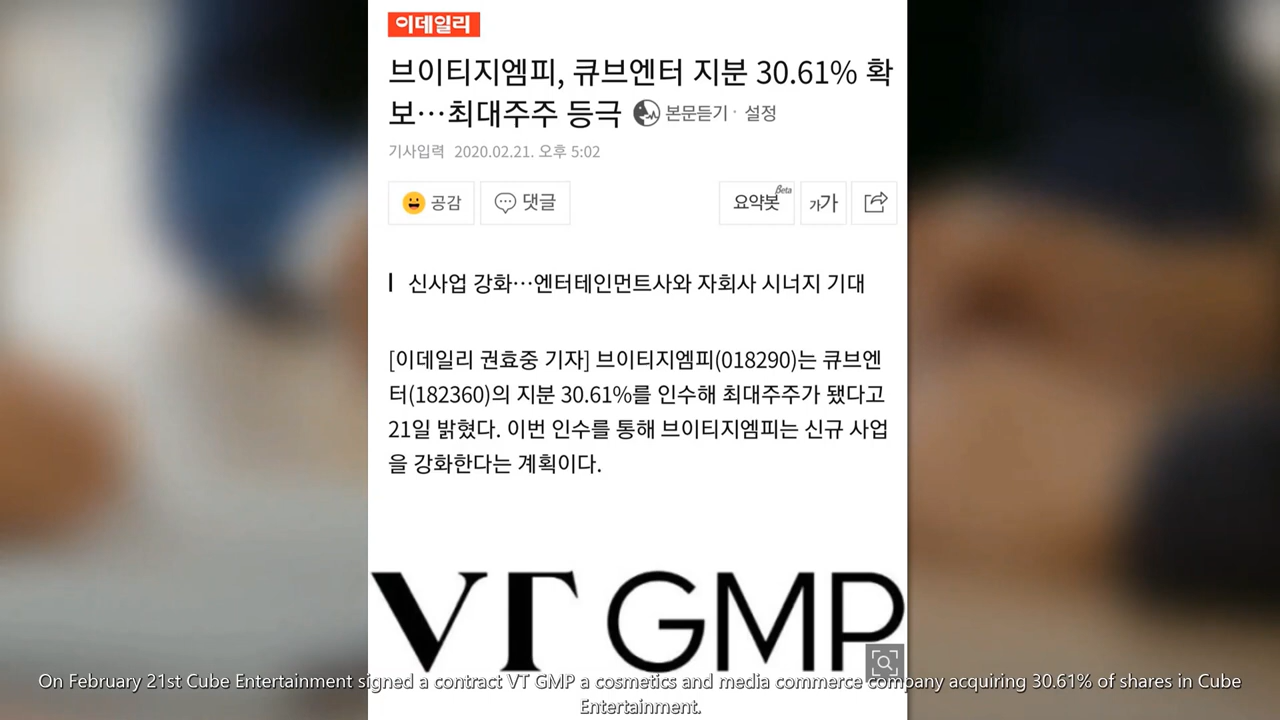 이데일리
브이티지엠피, 큐브엔터 지분 30.61% 확
보…최대주주 등극 본문듣기 · 설정
기사입력 2020.02.21. 오후 5:02
공감 댓글 요약봇 Beta 가가
신사업 강화…엔터테인먼트사와 자회사 시너지 기대
[이데일리 권효중 기자] 브이티지엠피(018290)는 큐브엔
터(182360)의 지분 30.61%를 인수해 최대주주가 됐다고
21일 밝혔다. 이번 인수를 통해 브이티지엠피는 신규 사업
을 강화한다는 계획이다.
VT GMP
On February 21st Cube Entertainment signed a contract VT GMP a cosmetics and media commerce company acquiring 30.61% of shares in Cube
Entertainment.